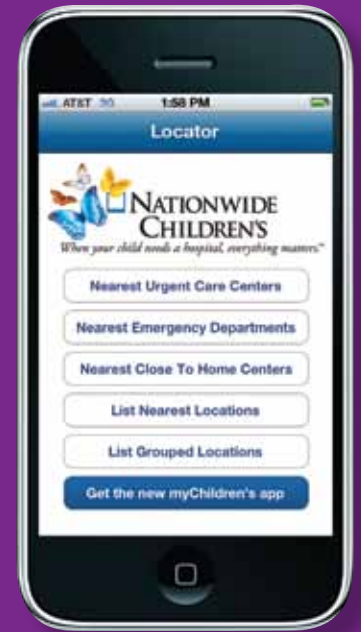 AT&T 3G 1:58 PM
Locator
NATIONWIDE
CHILDREN'S
When your child needs a hospital, everything matters.™
Nearest Urgent Care Centers
Nearest Emergency Departments
Nearest Close To Home Centers
List Nearest Locations
List Grouped Locations
Get the new myChildren's app